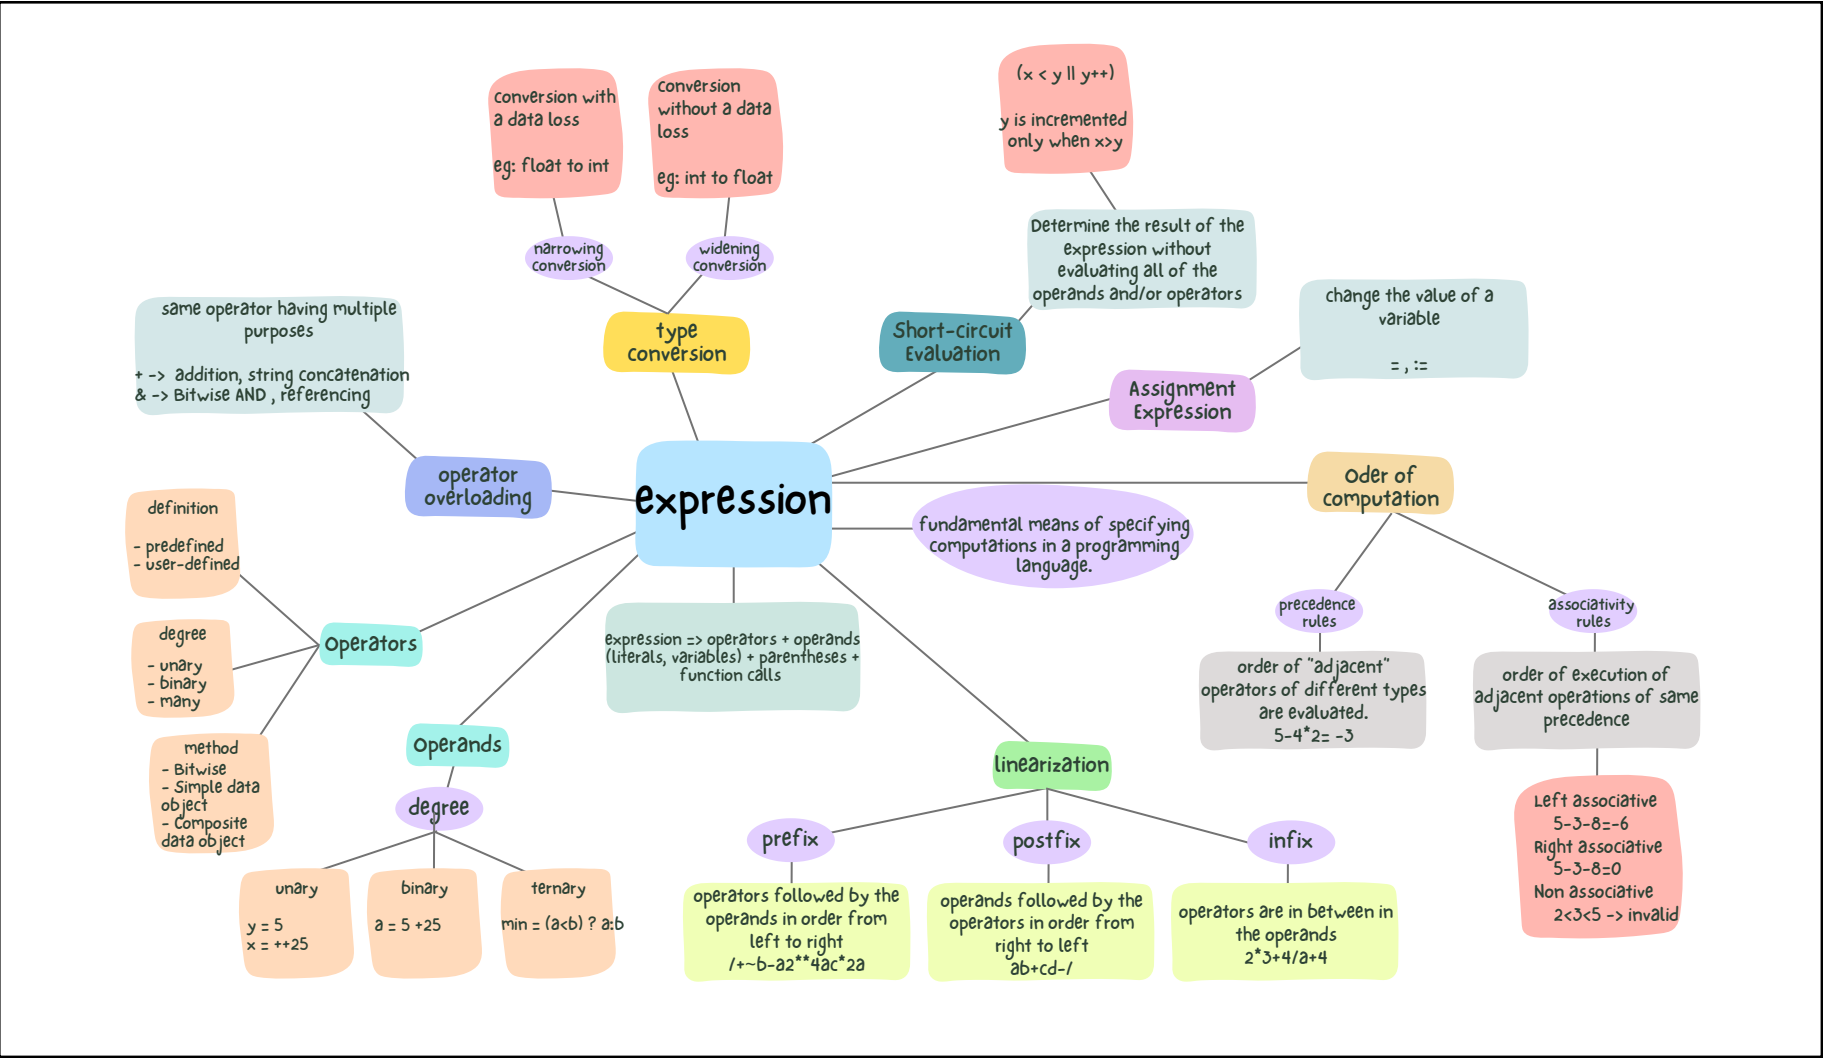 conversion with
a data loss
eg: float to int
conversion
without a data
loss
eg: int to float
(x < y || y++)
y is incremented
only when x>y
narrowing
conversion
widening
conversion
Determine the result of the
expression without
evaluating all of the
operands and/or operators
same operator having multiple
purposes
+ -> addition, string concatenation
& -> Bitwise AND , referencing
type
conversion
Short-circuit
Evaluation
change the value of a
variable
= , :=
Assignment
Expression
operator
overloading
expression
Oder of
computation
fundamental means of specifying
computations in a programming
language.
definition
- predefined
- user-defined
degree
- unary
- binary
- many
Operators
method
- Bitwise
- Simple data
object
- Composite
data object
expression => operators + operands
(literals, variables) + parentheses +
function calls
precedence
rules
associativity
rules
order of "adjacent"
operators of different types
are evaluated.
5-4*2= -3
order of execution of
adjacent operations of same
precedence
Left associative
5-3-8=-6
Right associative
5-3-8=0
Non associative
2<3<5 -> invalid
Operands
degree
unary
y = 5
x = ++25
binary
a = 5 +25
ternary
min = (a<b) ? a:b
linearization
prefix
postfix
infix
operators followed by the
operands in order from
left to right
/+~b-a2**4ac*2a
operands followed by the
operators in order from
right to left
ab+cd-/
operators are in between in
the operands
2*3+4/a+4